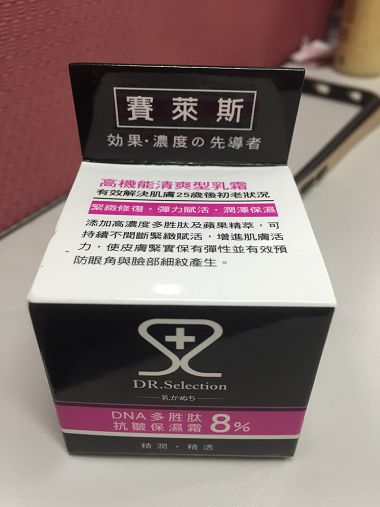 賽萊斯
効果·濃度の先導者
高機能清爽型乳霜
有效解決肌膚25歲後初老狀況
緊緻修復·彈力賦活·潤澤保濕
添加高濃度多胜肽及蘋果精萃，可
持續不間斷緊緻賦活，增進肌膚活
力，使皮膚緊實保有彈性並有效預
防眼角與臉部細紋產生。
DR.Selection
乳かぬち
DNA多胜肽
抗皺保濕霜 8%
精潤·精透